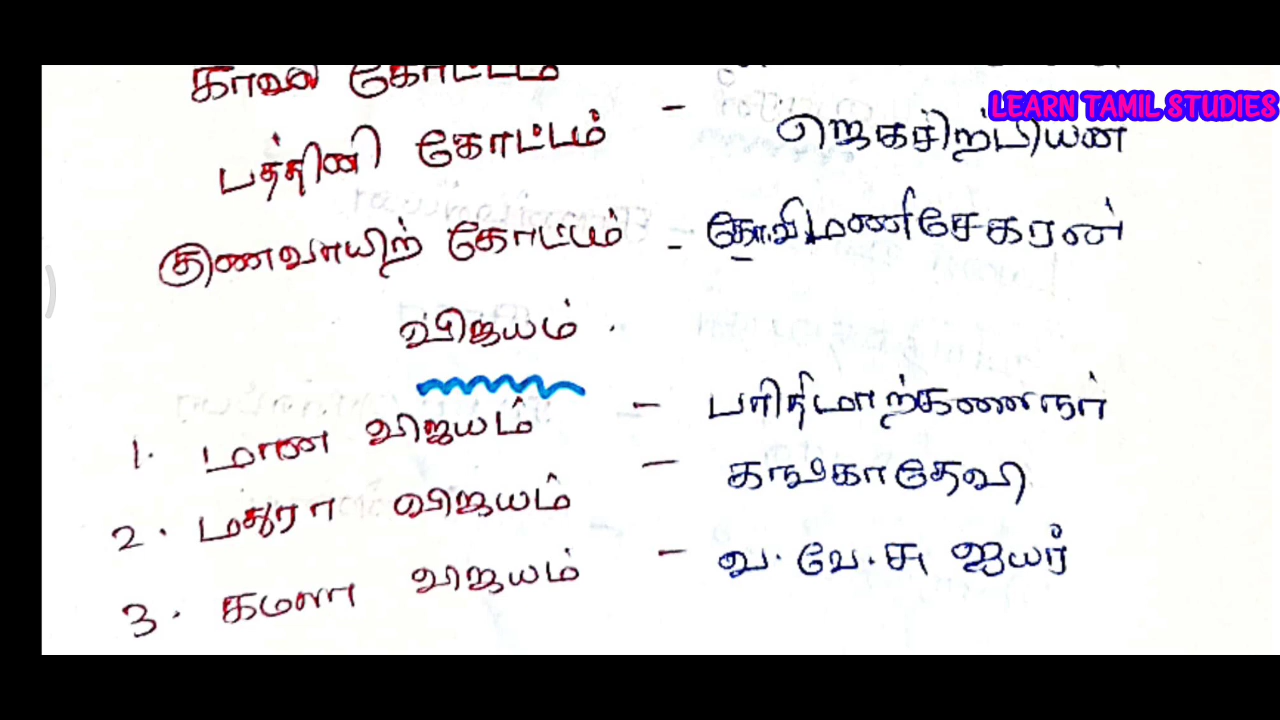 காவல் கோட்டம்
LEARN TAMIL STUDIES
பத்தினி கோட்டம் - ஜெகசிற்பியன்
குணவாயிற் கோட்டம் - கோவிமணிசேகரன்
விஜயம்
1. மான விஜயம் - பரிதிமாற்கலைஞர்
2. மதுரா விஜயம் - கங்காதேவி
3. கமலா விஜயம் - வ.வே.சு ஐயர்